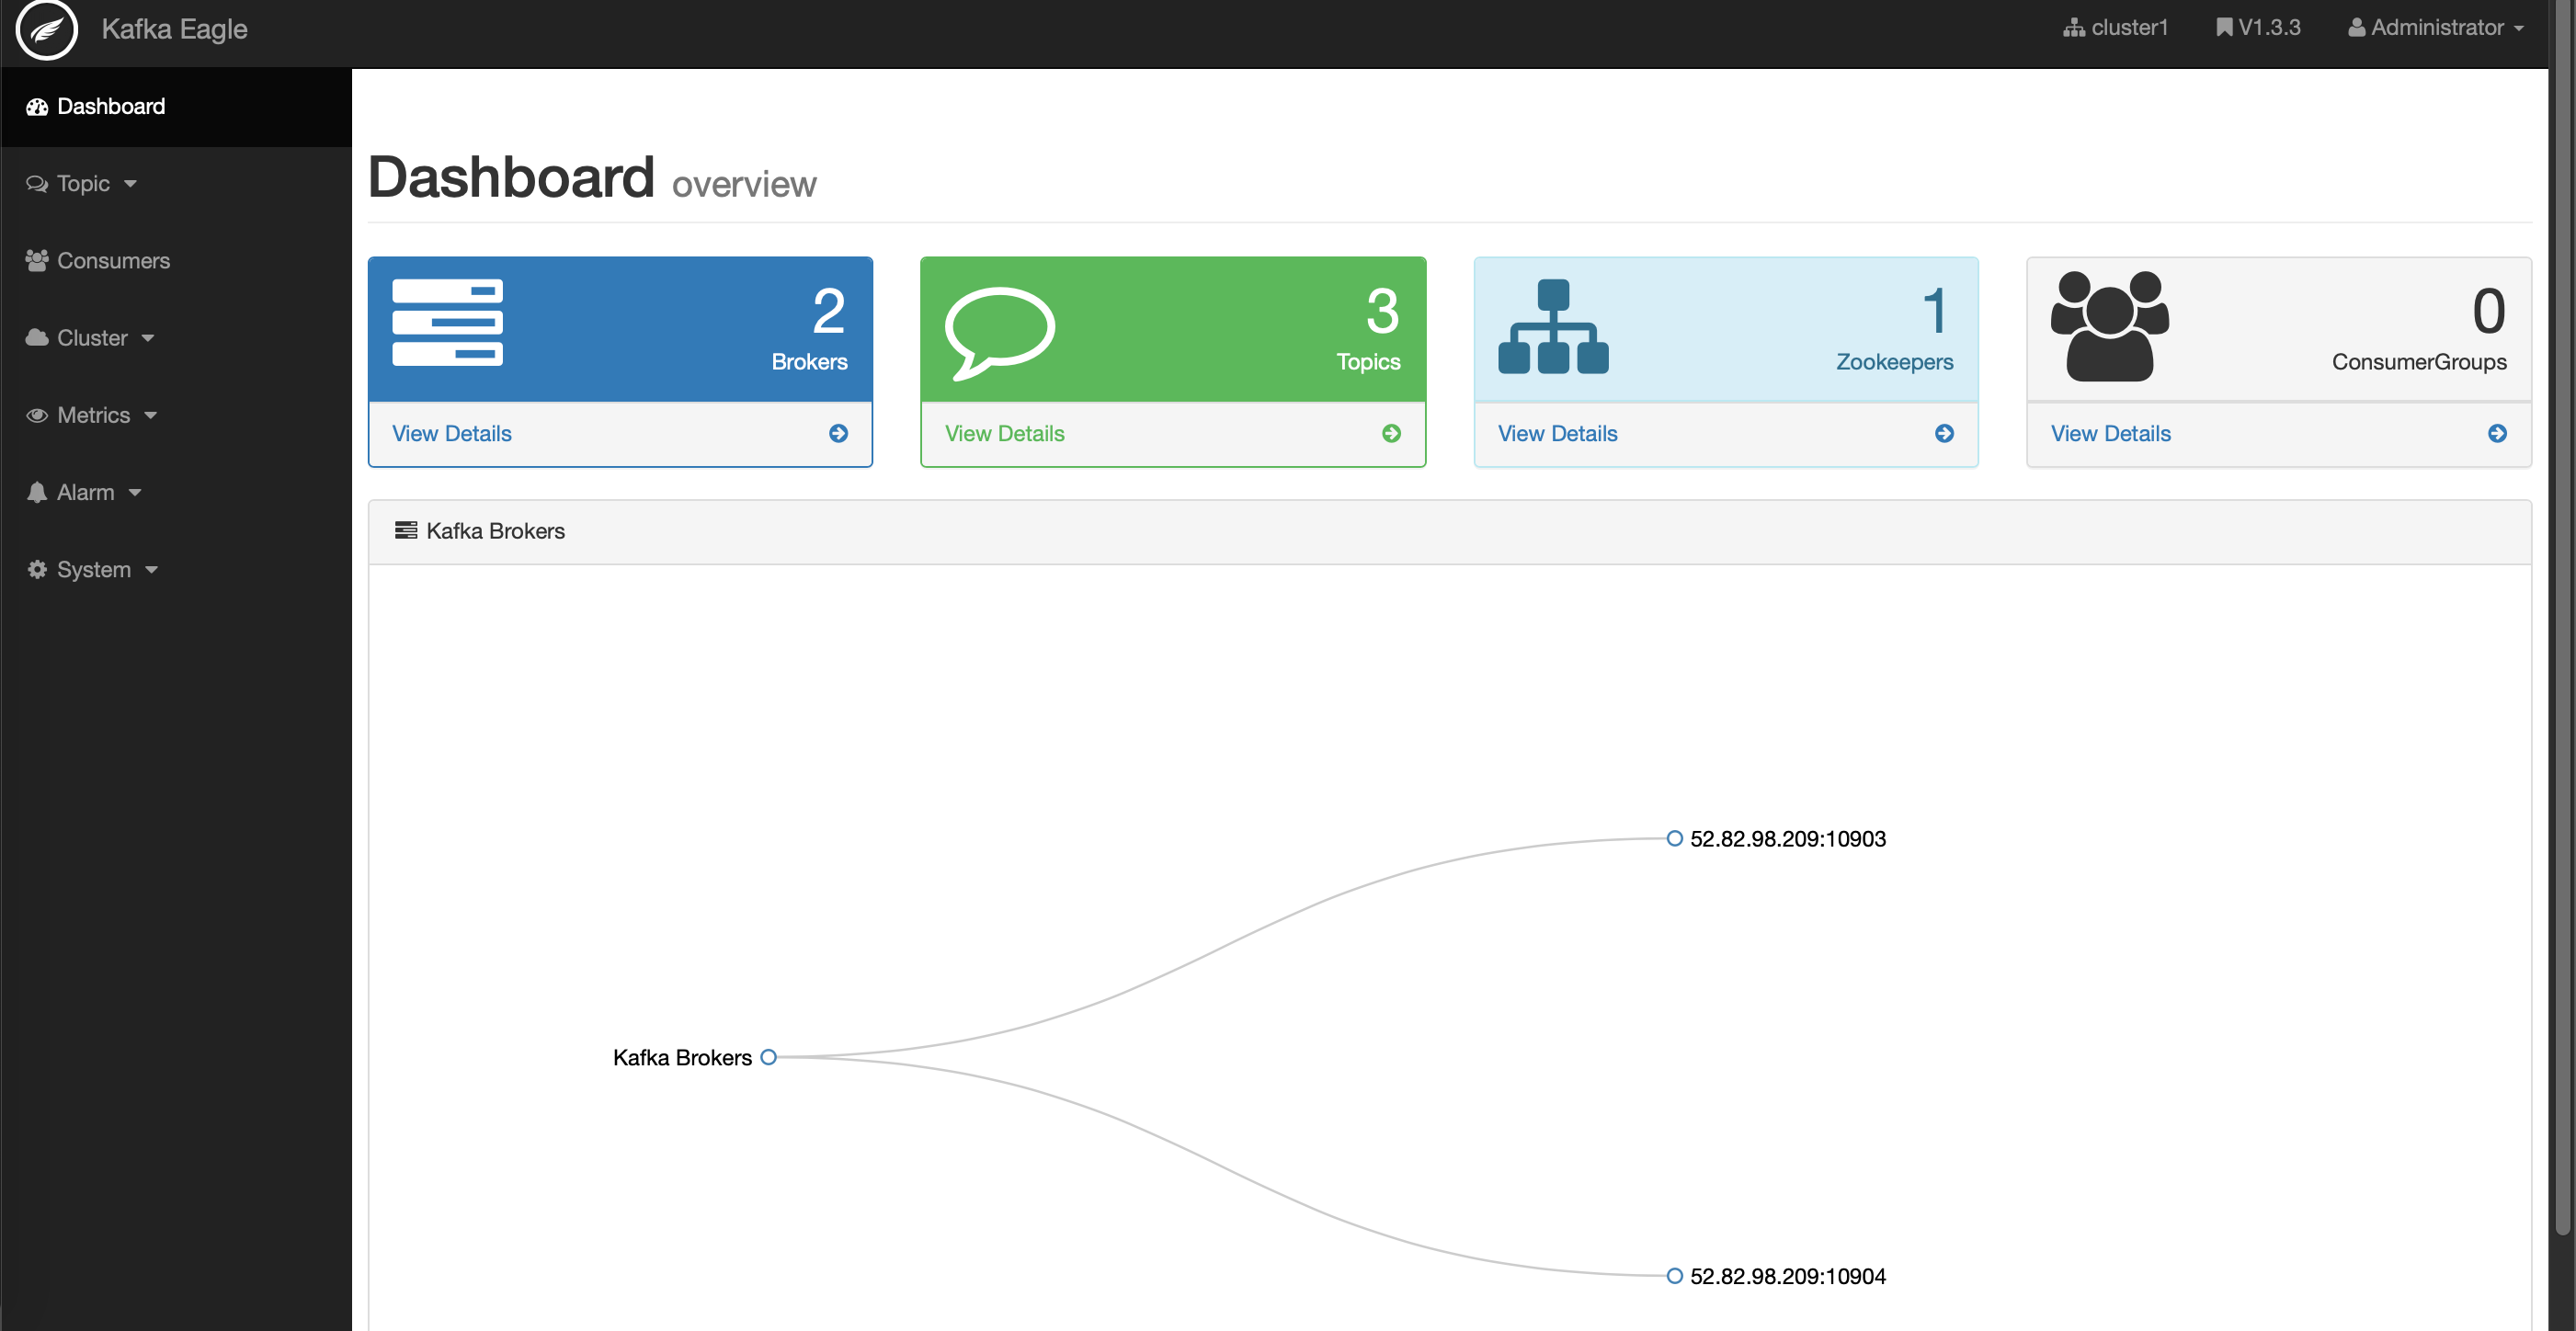 Kafka Eagle
cluster1
V1.3.3
Administrator
Dashboard
Topic
Consumers
Cluster
Metrics
Alarm
System
Dashboard overview
2
Brokers
View Details
3
Topics
View Details
1
Zookeepers
View Details
0
ConsumerGroups
View Details
Kafka Brokers
52.82.98.209:10903
Kafka Brokers
52.82.98.209:10904